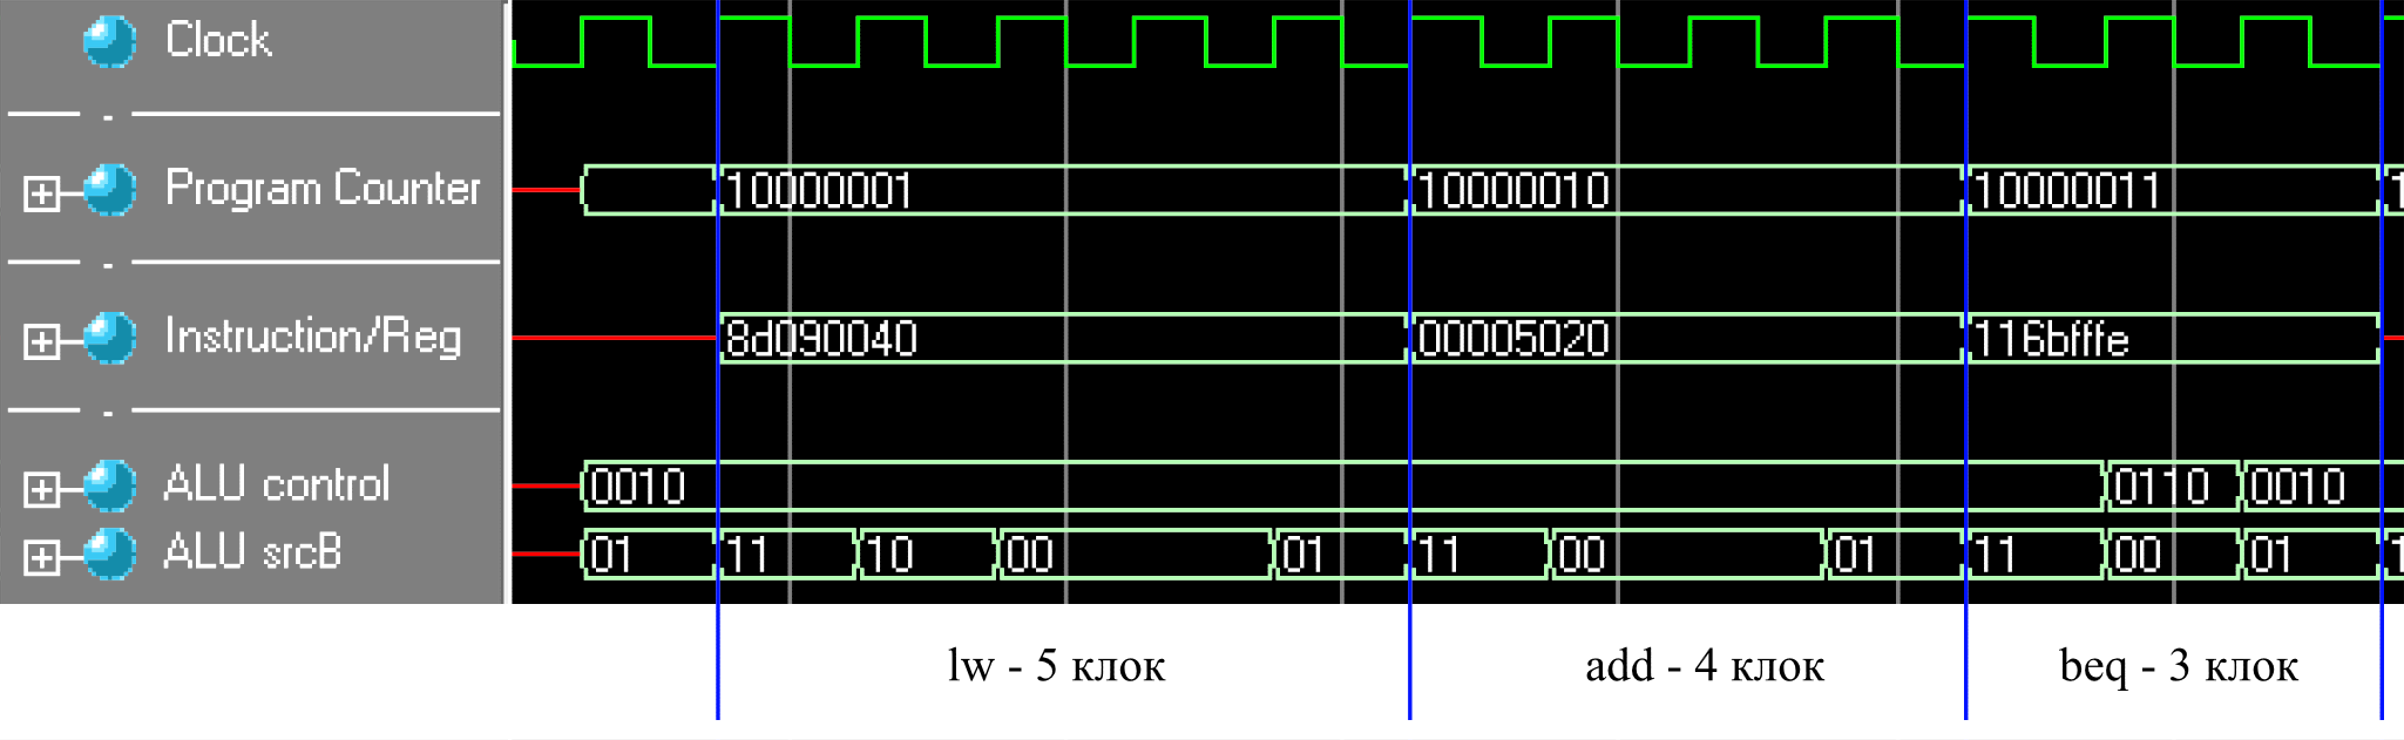 Clock
Program Counter
10000001 10000010 10000011 1
Instruction/Reg
8d090040 00005020 116bfffe
ALU control
0010 0110 0010
ALU srcB
01 11 10 00 01 11 00 01 11 00 01 1
lw - 5 клок add - 4 клок beq - 3 клок